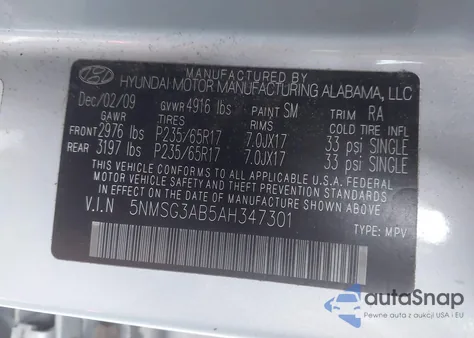 MANUFACTURED BY
HYUNDAI MOTOR MANUFACTURING ALABAMA, LLC
Dec/02/09 GVWR 4916 lbs PAINT SM TRIM RA
TIRES RIMS COLD TIRE INFL
FRONT 2976 lbs P235/65R17 7.0JX17 33 psi SINGLE
REAR 3197 lbs P235/65R17 7.0JX17 33 psi SINGLE
THIS VEHICLE CONFORMS TO ALL APPLICABLE U.S.A. FEDERAL
MOTOR VEHICLE SAFETY STANDARDS AND THEFT PREVENTION STANDARDS
IN EFFECT ON THE DATE OF MANUFACTURE SHOWN ABOVE
V.I.N 5NMSG3AB5AH347301
TYPE: MPV
autaSnap
Pewne auta z aukcji USA i EU